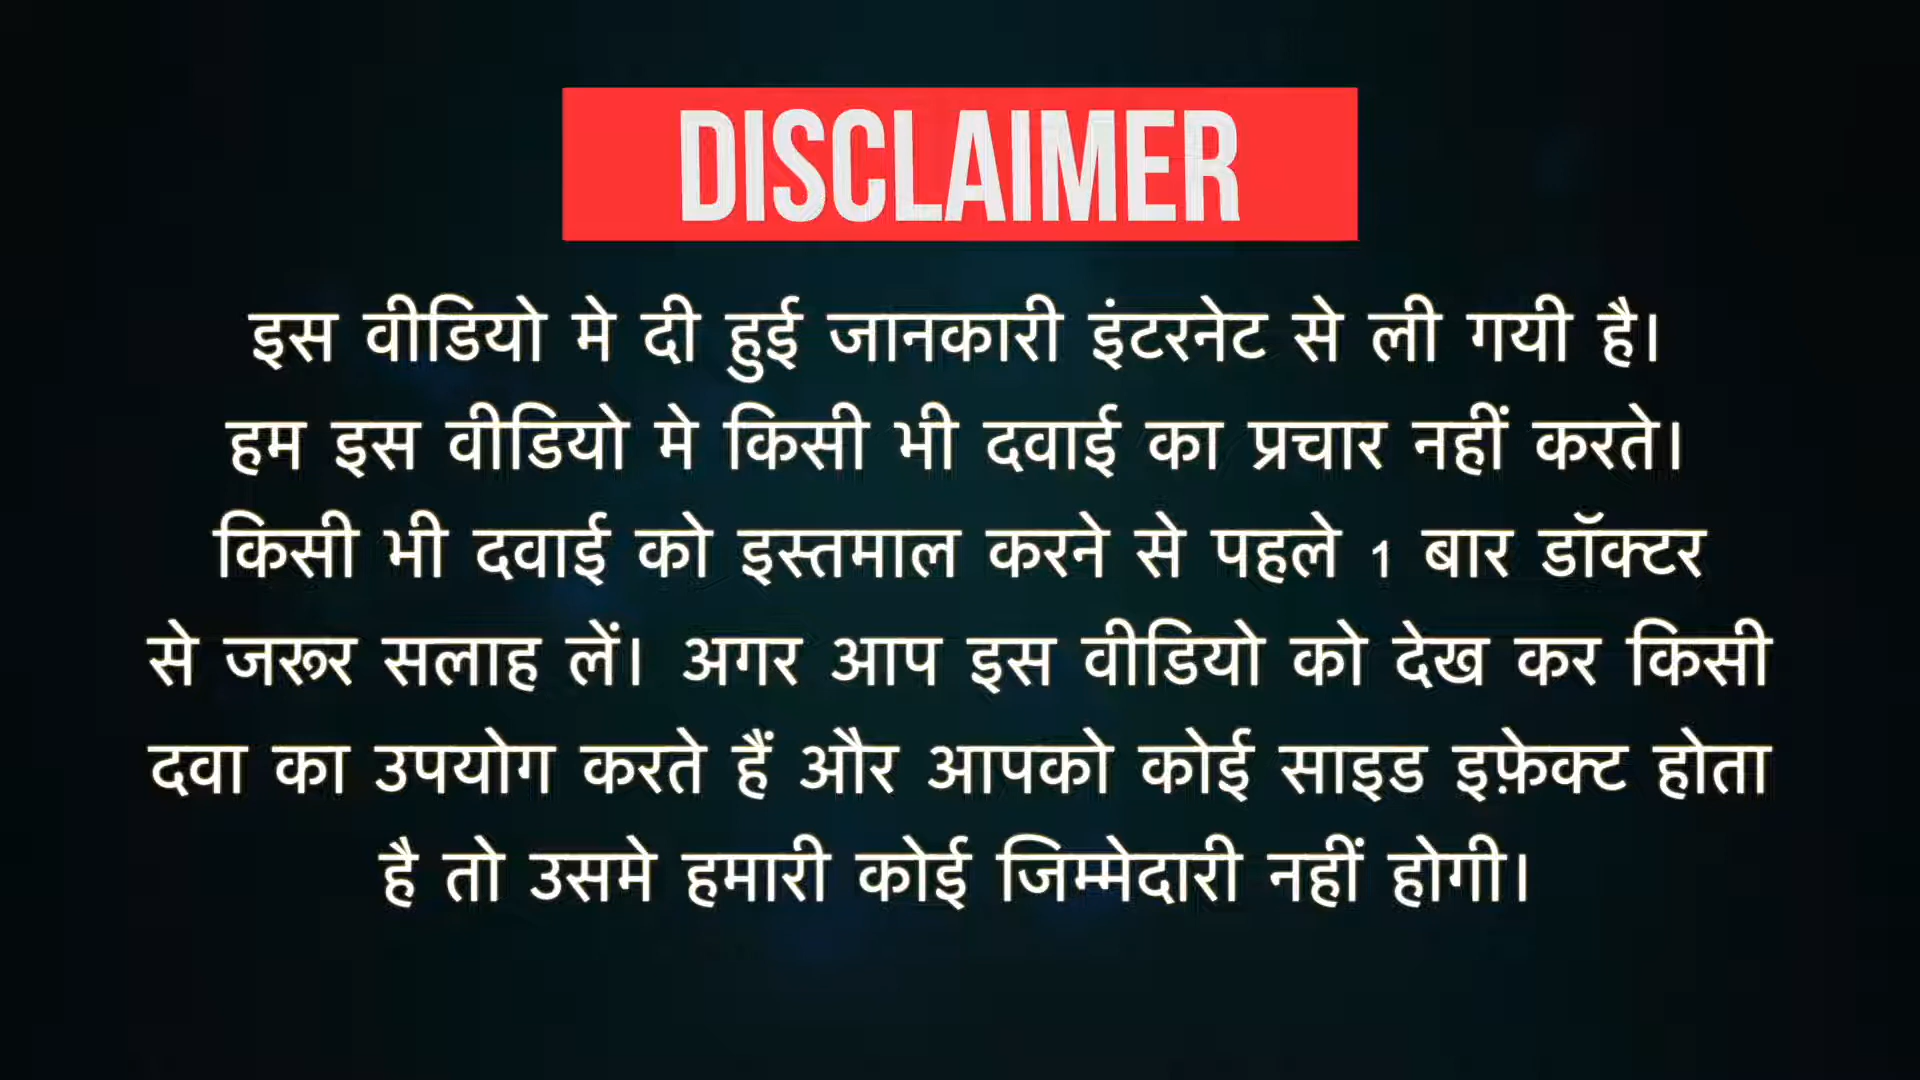 DISCLAIMER
इस वीडियो मे दी हुई जानकारी इंटरनेट से ली गयी है।
हम इस वीडियो मे किसी भी दवाई का प्रचार नहीं करते।
किसी भी दवाई को इस्तमाल करने से पहले 1 बार डॉक्टर
से जरूर सलाह लें। अगर आप इस वीडियो को देख कर किसी
दवा का उपयोग करते हैं और आपको कोई साइड इफ़ेक्ट होता
है तो उसमे हमारी कोई जिम्मेदारी नहीं होगी।